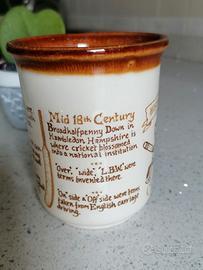 Mid 18th Century
Broadhalfpenny Down in
Hambledon Hampshire is
where cricket blossomed
into a national institution.
"Over", "wide", "L.B.W." were
terms invented there.
"On" side & "Off" side were terms
taken from English carriage
driving.